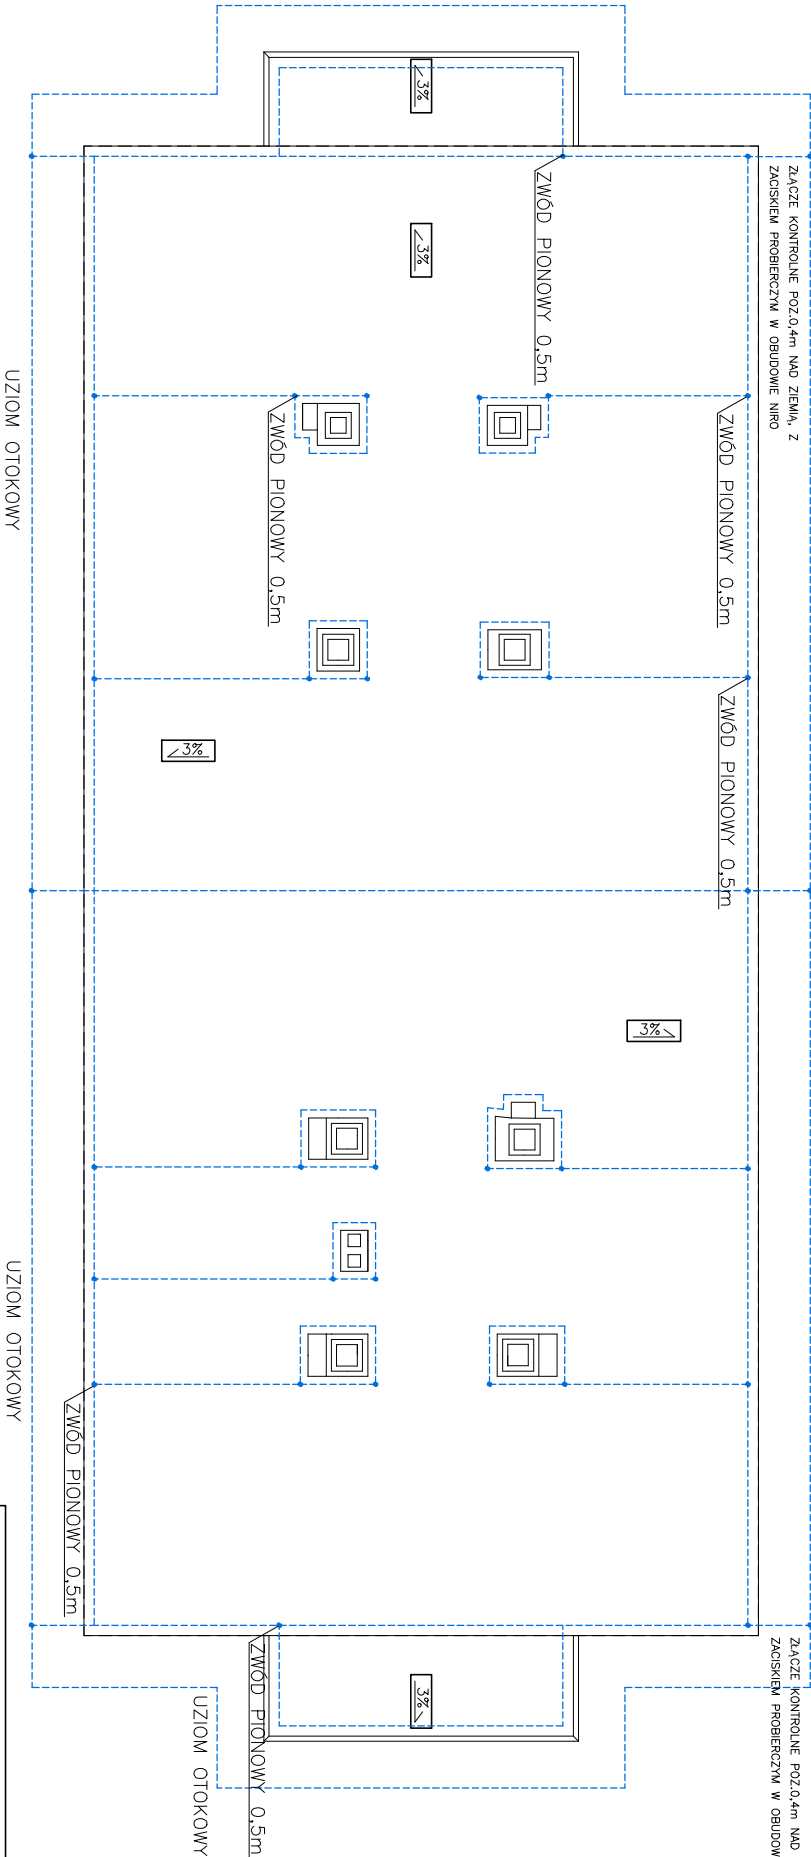 ZŁĄCZE KONTROLNE POZ.0,4m NAD ZIEMIĄ, Z
ZACISKIEM PROBIERCZYM W OBUDOWIE NIRO
3%
3%
ZWÓD PIONOWY 0,5m
ZWÓD PIONOWY 0,5m
ZWÓD PIONOWY 0,5m
UZIOM OTOKOWY
ZWÓD PIONOWY 0,5m
3%
3%
UZIOM OTOKOWY
ZWÓD PIONOWY 0,5m
ZWÓD PIONOWY 0,5m
UZIOM OTOKOWY
3%
ZŁĄCZE KONTROLNE POZ.0,4m NAD
ZACISKIEM PROBIERCZYM W OBUDOW